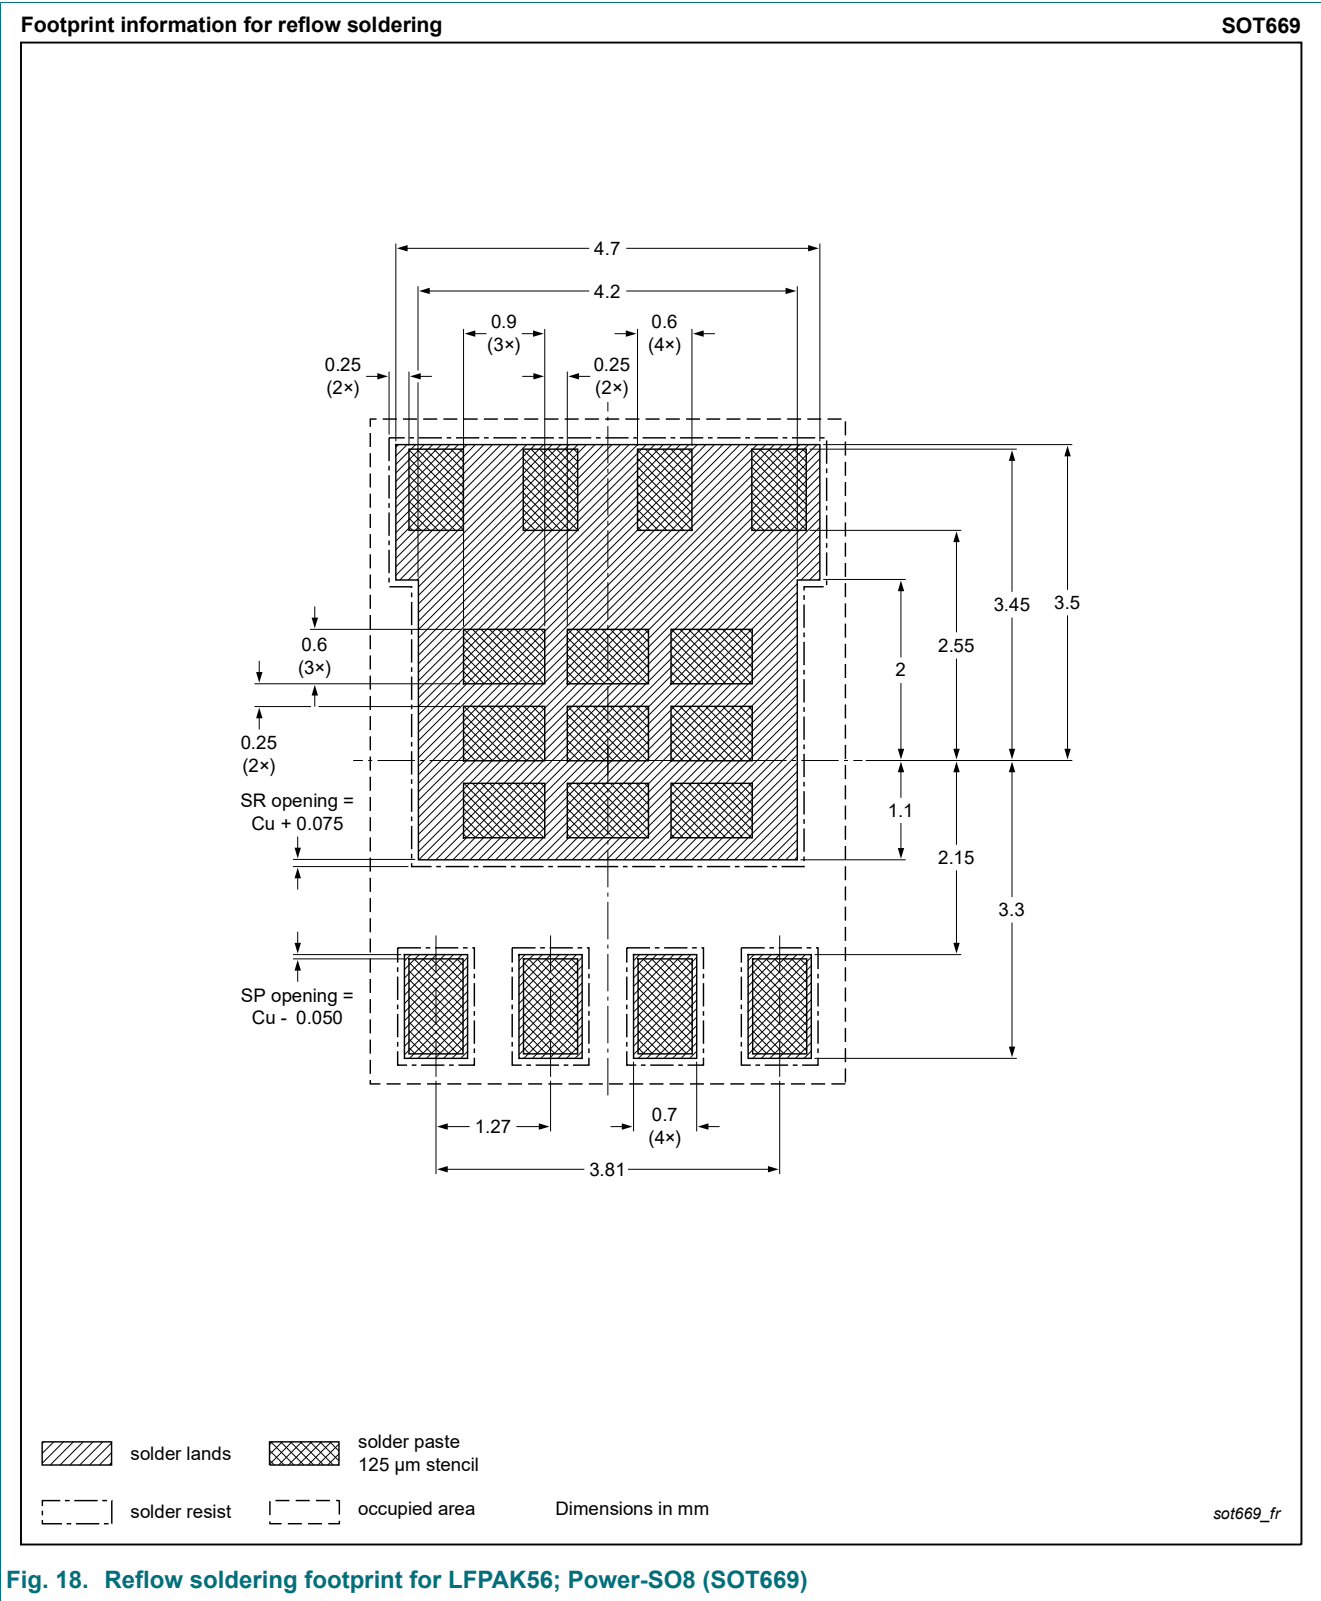 Footprint information for reflow soldering
SOT669
4.7
4.2
0.9
(3×)
0.6
(4×)
0.25
(2×)
0.25
(2×)
3.45
3.5
2.55
2
0.6
(3×)
0.25
(2×)
SR opening =
Cu + 0.075
1.1
2.15
3.3
SP opening =
Cu - 0.050
1.27
0.7
(4×)
3.81
solder lands
solder paste
125 µm stencil
solder resist
occupied area
Dimensions in mm
sot669_fr
Fig. 18. Reflow soldering footprint for LFPAK56; Power-SO8 (SOT669)